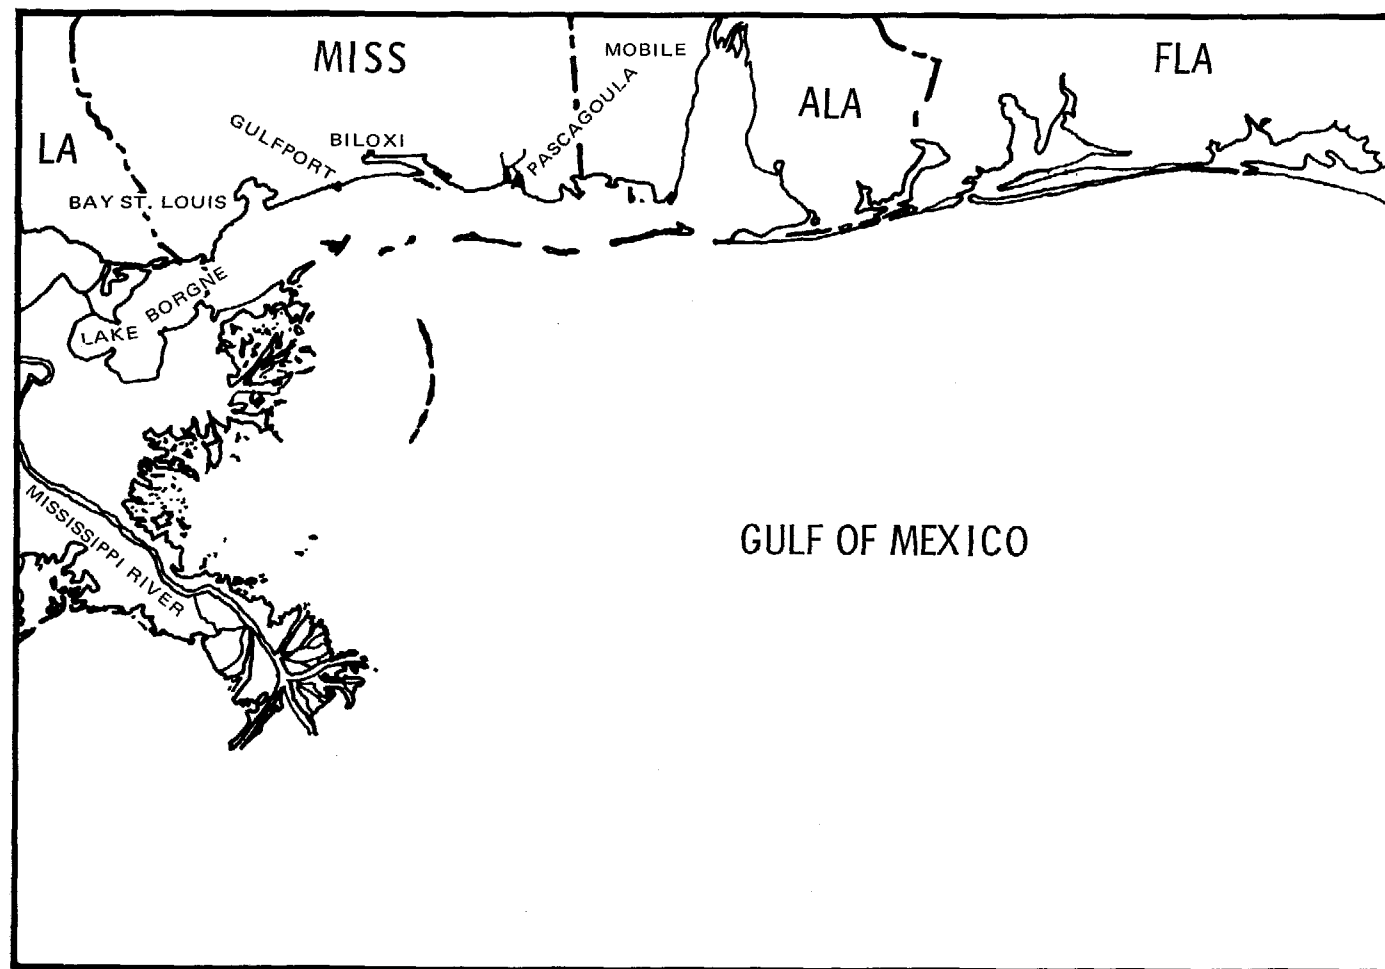 MISS
MOBILE
FLA
ALA
LA
GULFPORT
BILOXI
PASCAGOULA
BAY ST. LOUIS
LAKE BORGNE
MISSISSIPPI RIVER
GULF OF MEXICO